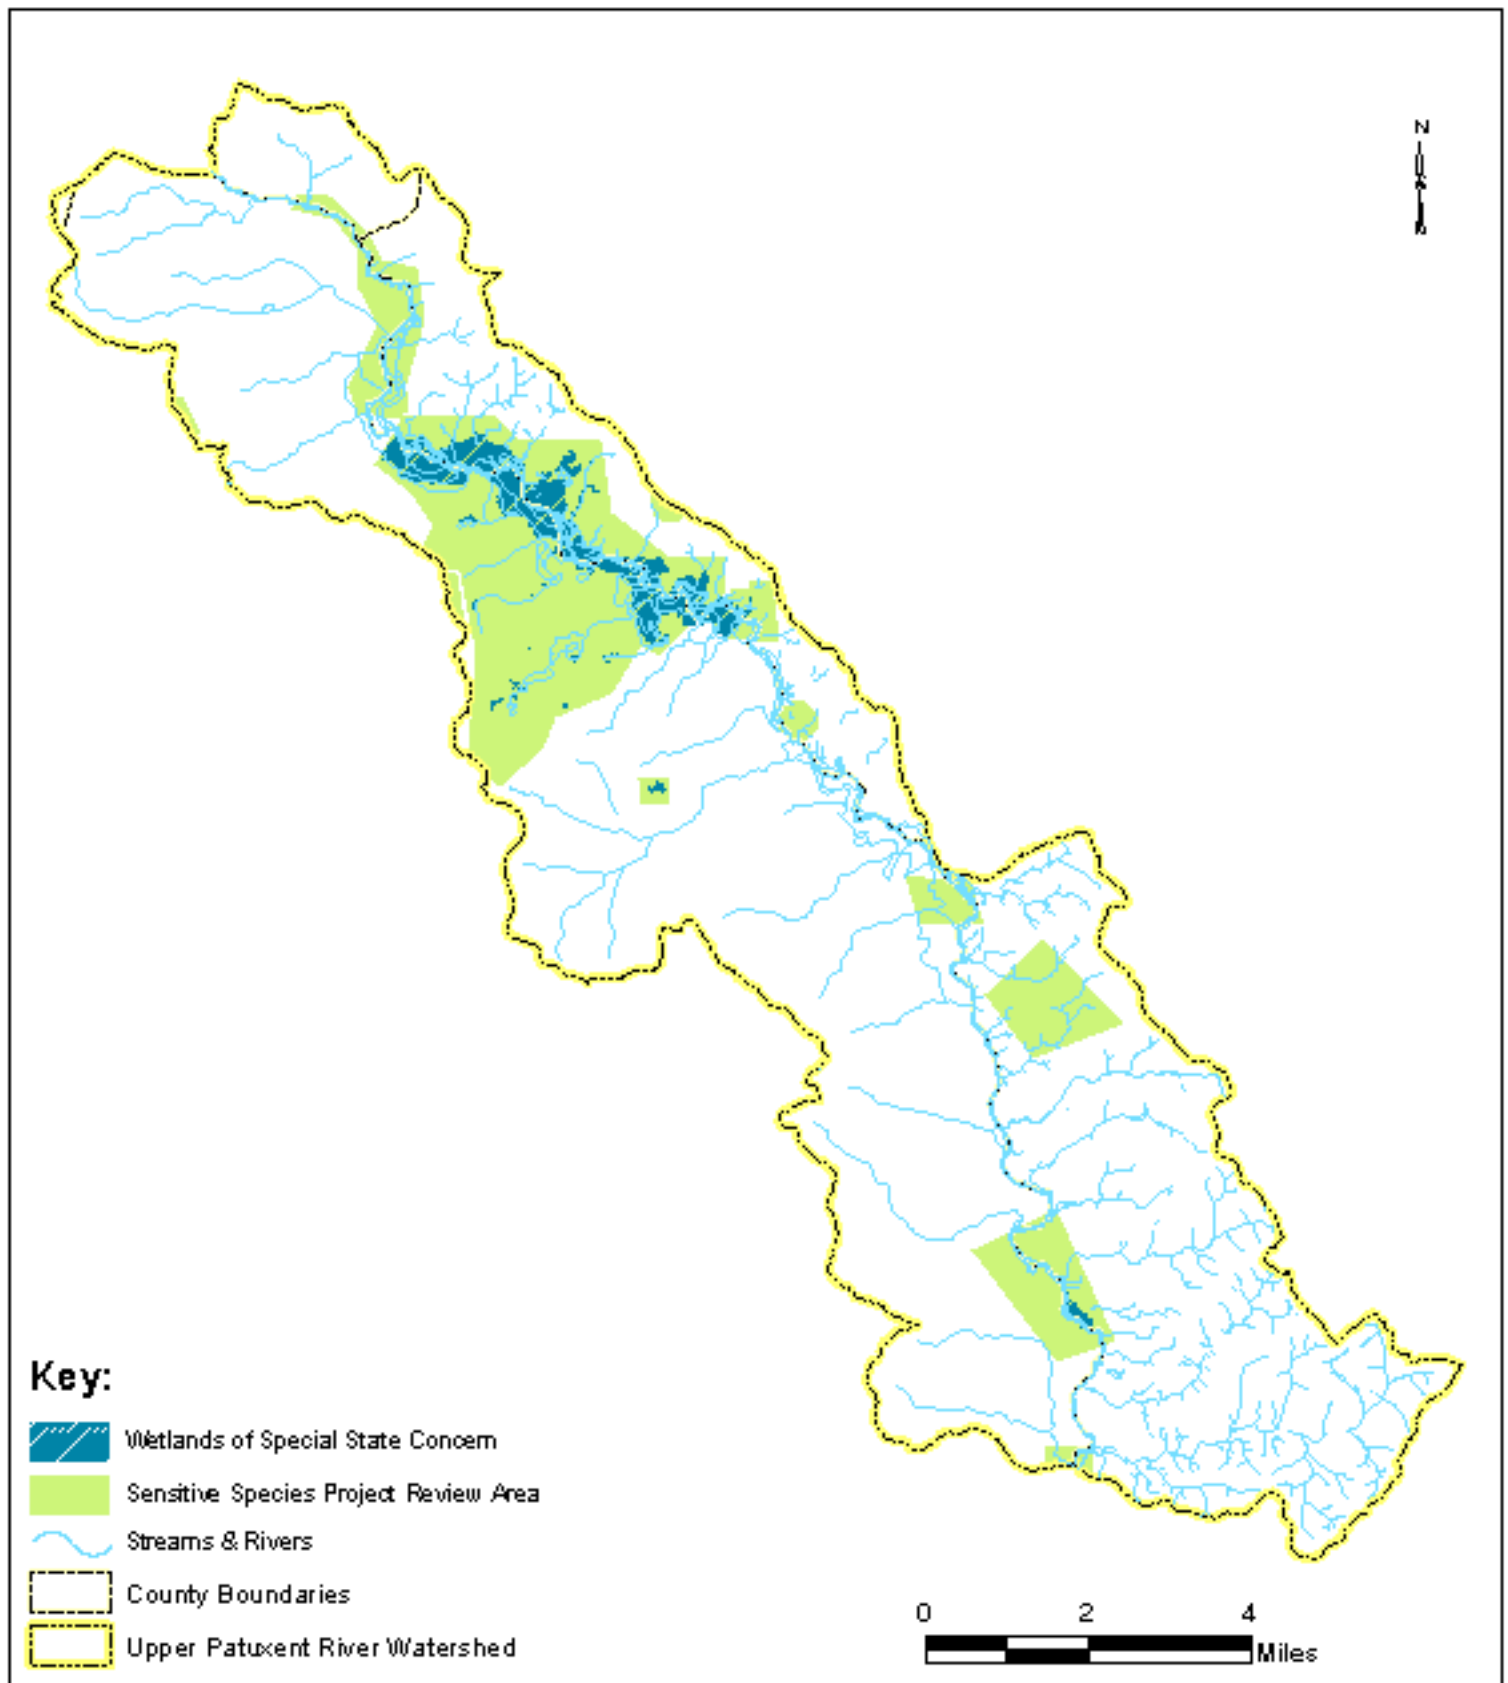 N
Key:
Wetlands of Special State Concern
Sensitive Species Project Review Area
Streams & Rivers
County Boundaries
Upper Patuxent River Watershed
0 2 4
Miles